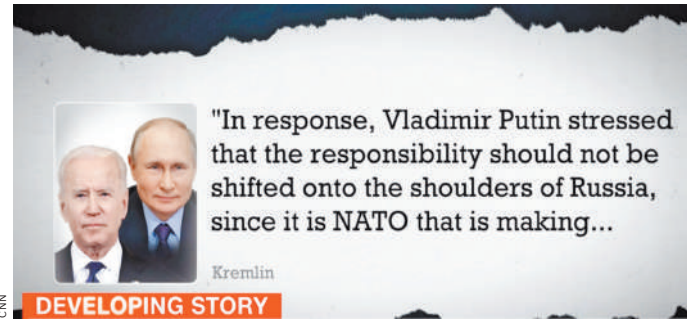 "In response, Vladimir Putin stressed
that the responsibility should not be
shifted onto the shoulders of Russia,
since it is NATO that is making...
Kremlin
DEVELOPING STORY
CNN